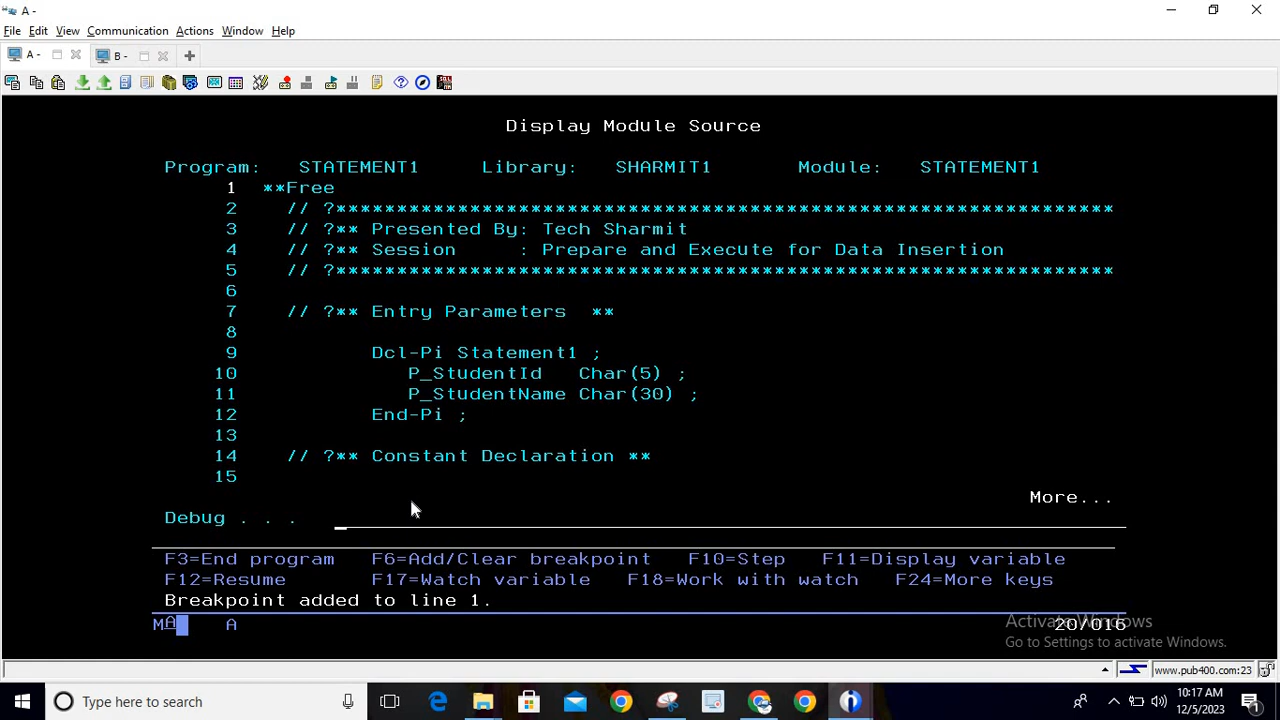 A -
File Edit View Communication Actions Window Help
A - B -
Display Module Source
Program: STATEMENT1 Library: SHARMIT1 Module: STATEMENT1
1 **Free
2 // ?****************************************************************
3 // ?** Presented By: Tech Sharmit
4 // ?** Session : Prepare and Execute for Data Insertion
5 // ?****************************************************************
6
7 // ?** Entry Parameters **
8
9 Dcl-Pi Statement1 ;
10 P_StudentId Char(5) ;
11 P_StudentName Char(30) ;
12 End-Pi ;
13
14 // ?** Constant Declaration **
15
More...
Debug . . .
F3=End program F6=Add/Clear breakpoint F10=Step F11=Display variable
F12=Resume F17=Watch variable F18=Work with watch F24=More keys
Breakpoint added to line 1.
MA A 20/016
Activate Windows
Go to Settings to activate Windows.
www.pub400.com:23
Type here to search
10:17 AM
12/5/2023
1